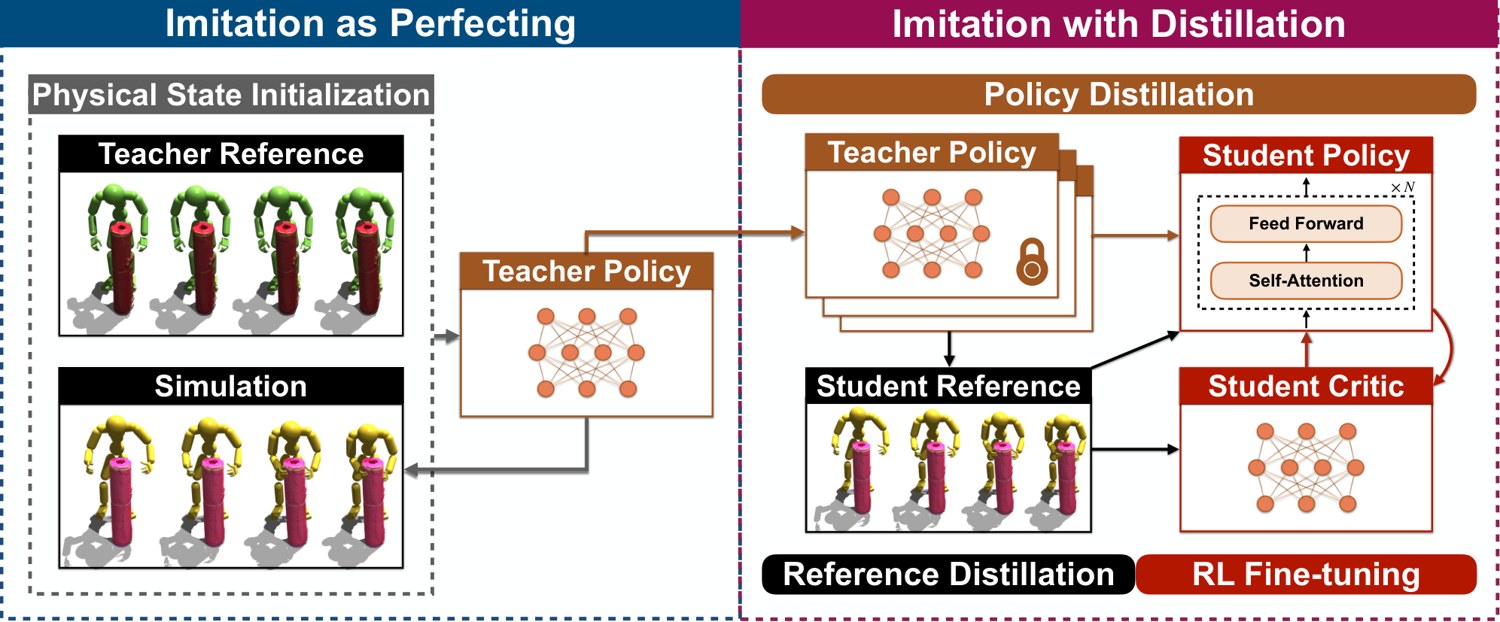 Imitation as Perfecting
Imitation with Distillation
Physical State Initialization
Teacher Reference
Simulation
Teacher Policy
Policy Distillation
Teacher Policy
Student Policy
× N
Feed Forward
Self-Attention
Student Reference
Student Critic
Reference Distillation
RL Fine-tuning